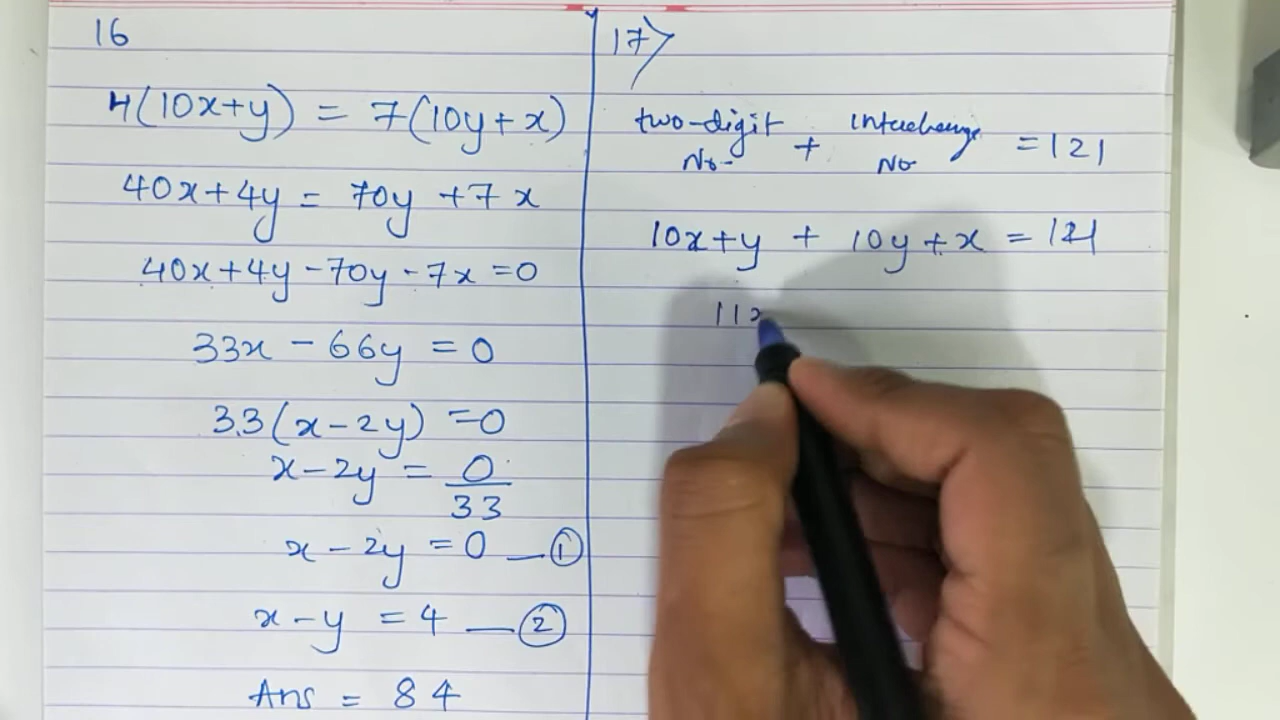 16
4(10x+y) = 7(10y+x)
40x+4y = 70y +7x
40x+4y-70y-7x=0
33x - 66y = 0
33(x-2y) =0
x-2y = 0/33
x-2y =0 —①
x-y = 4 —②
Ans = 84
17>
two-digit No. + Interchange No = 121
10x+y + 10y+x = 121
11x